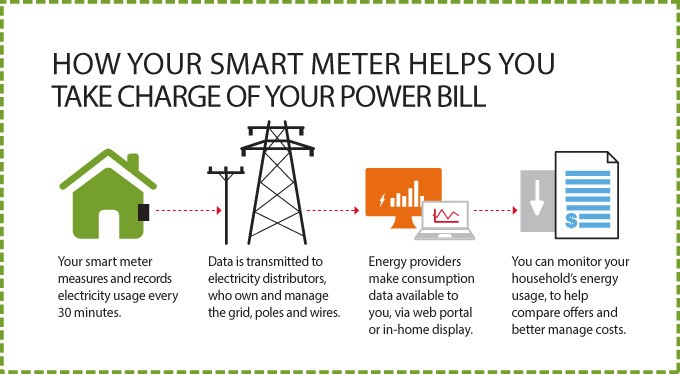 HOW YOUR SMART METER HELPS YOU
TAKE CHARGE OF YOUR POWER BILL
Your smart meter
measures and records
electricity usage every
30 minutes.
Data is transmitted to
electricity distributors,
who own and manage
the grid, poles and wires.
Energy providers
make consumption
data available to
you, via web portal
or in-home display.
$
You can monitor your
household’s energy
usage, to help
compare offers and
better manage costs.